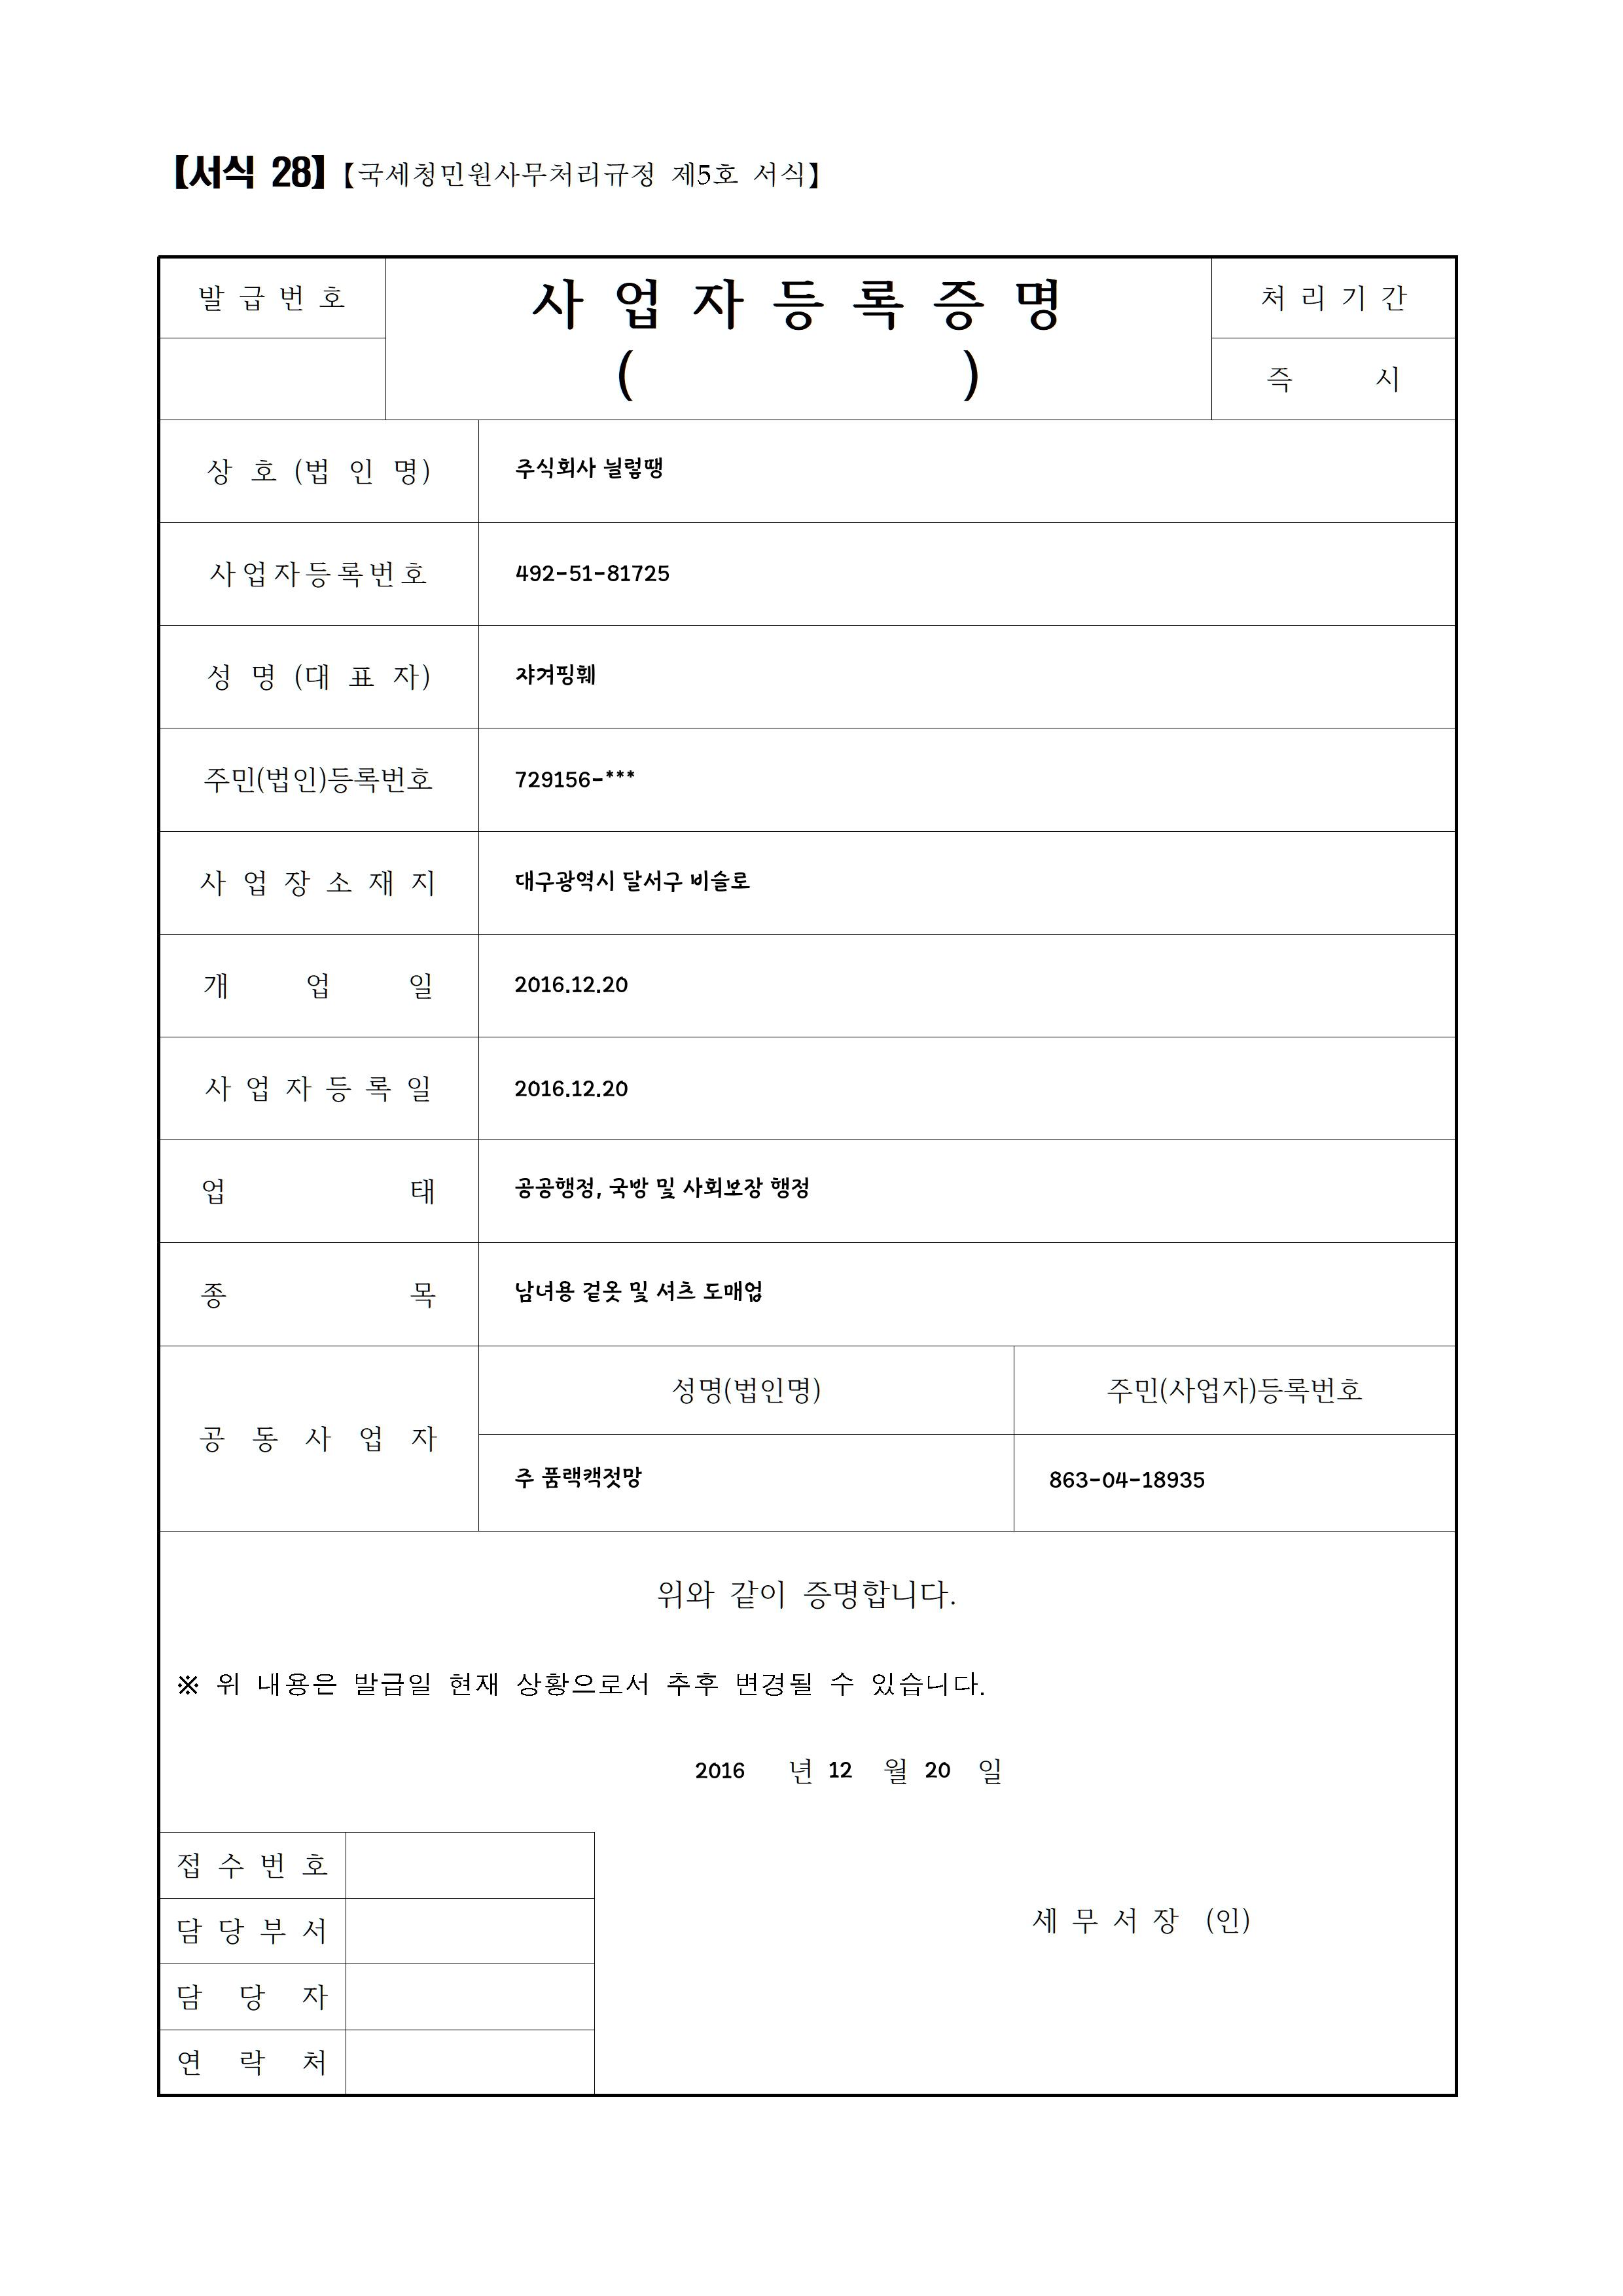 【서식 28】【국세청민원사무처리규정 제5호 서식】
발급번호
사업자등록증명
( )
처리기간
즉 시
상 호 (법 인 명) 주식회사 늴렇땡
사업자등록번호 492-51-81725
성 명 (대 표 자) 쟈겨핑훼
주민(법인)등록번호 729156-***
사업장소재지 대구광역시 달서구 비슬로
개 업 일 2016.12.20
사업자등록일 2016.12.20
업 태 공공행정, 국방 및 사회보장 행정
종 목 남녀용 겉옷 및 셔츠 도매업
공동사업자
성명(법인명) 주민(사업자)등록번호
주 품랙캑젓망 863-04-18935
위와 같이 증명합니다.
※ 위 내용은 발급일 현재 상황으로서 추후 변경될 수 있습니다.
2016 년 12 월 20 일
접수번호
담당부서
담 당 자
연 락 처
세 무 서 장 (인)